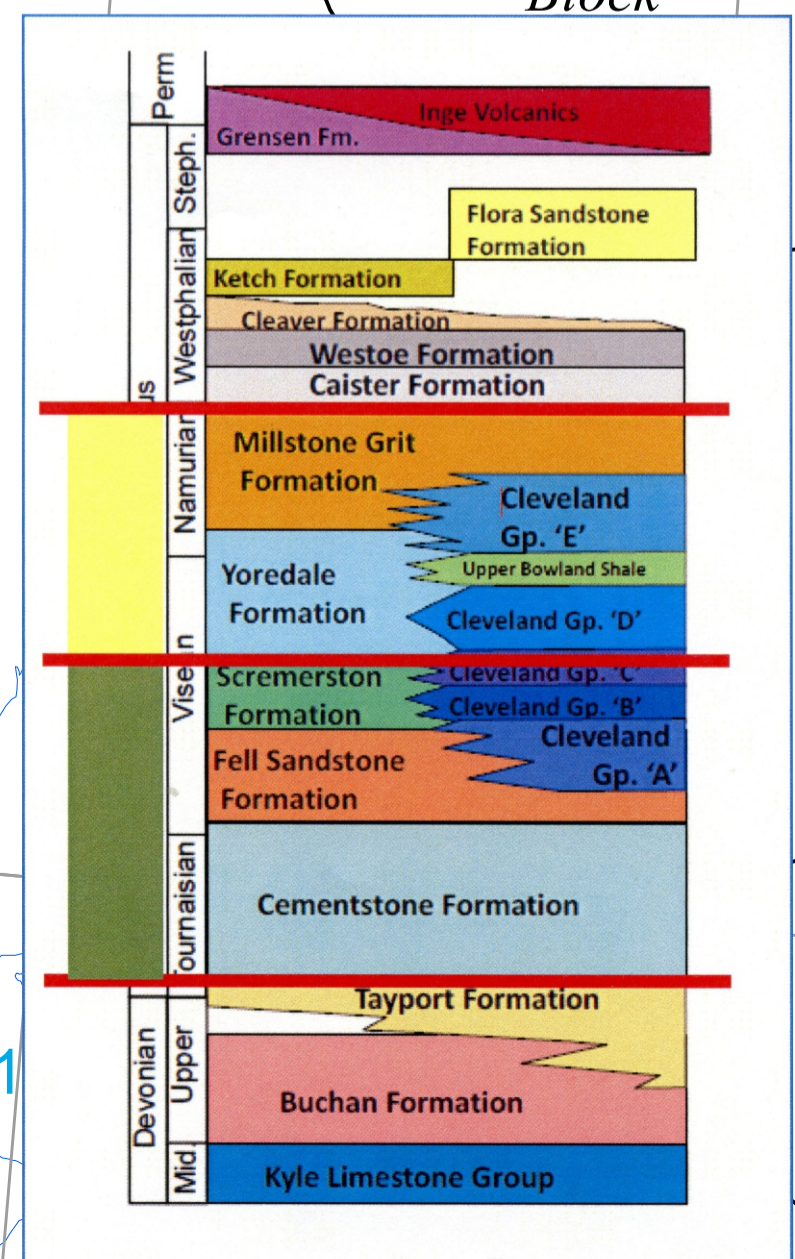 Block
Perm
Inge Volcanics
Grensen Fm.
Steph.
Flora Sandstone
Formation
Westphalian
Ketch Formation
Cleaver Formation
Westoe Formation
Caister Formation
us
Namurian
Millstone Grit
Formation
Cleveland
Gp. ‘E’
Upper Bowland Shale
Yoredale
Formation
Cleveland Gp. ‘D’
Visean
Scremerston
Formation
Cleveland Gp. ‘C’
Cleveland Gp. ‘B’
Cleveland
Gp. ‘A’
Fell Sandstone
Formation
Tournaisian
Cementstone Formation
Tayport Formation
Devonian
Upper
Buchan Formation
1
Mid.
Kyle Limestone Group